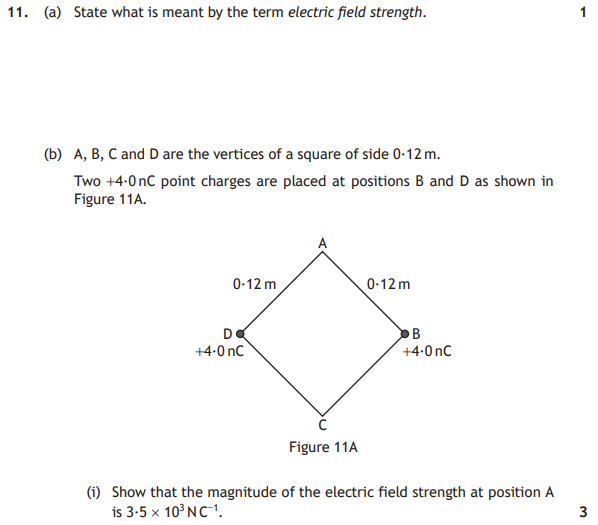 11. (a) State what is meant by the term electric field strength. 1
(b) A, B, C and D are the vertices of a square of side 0·12 m.
Two +4·0 nC point charges are placed at positions B and D as shown in
Figure 11A.
A
0·12 m 0·12 m
D B
+4·0 nC +4·0 nC
C
Figure 11A
(i) Show that the magnitude of the electric field strength at position A
is 3·5 × 10³ N C⁻¹. 3